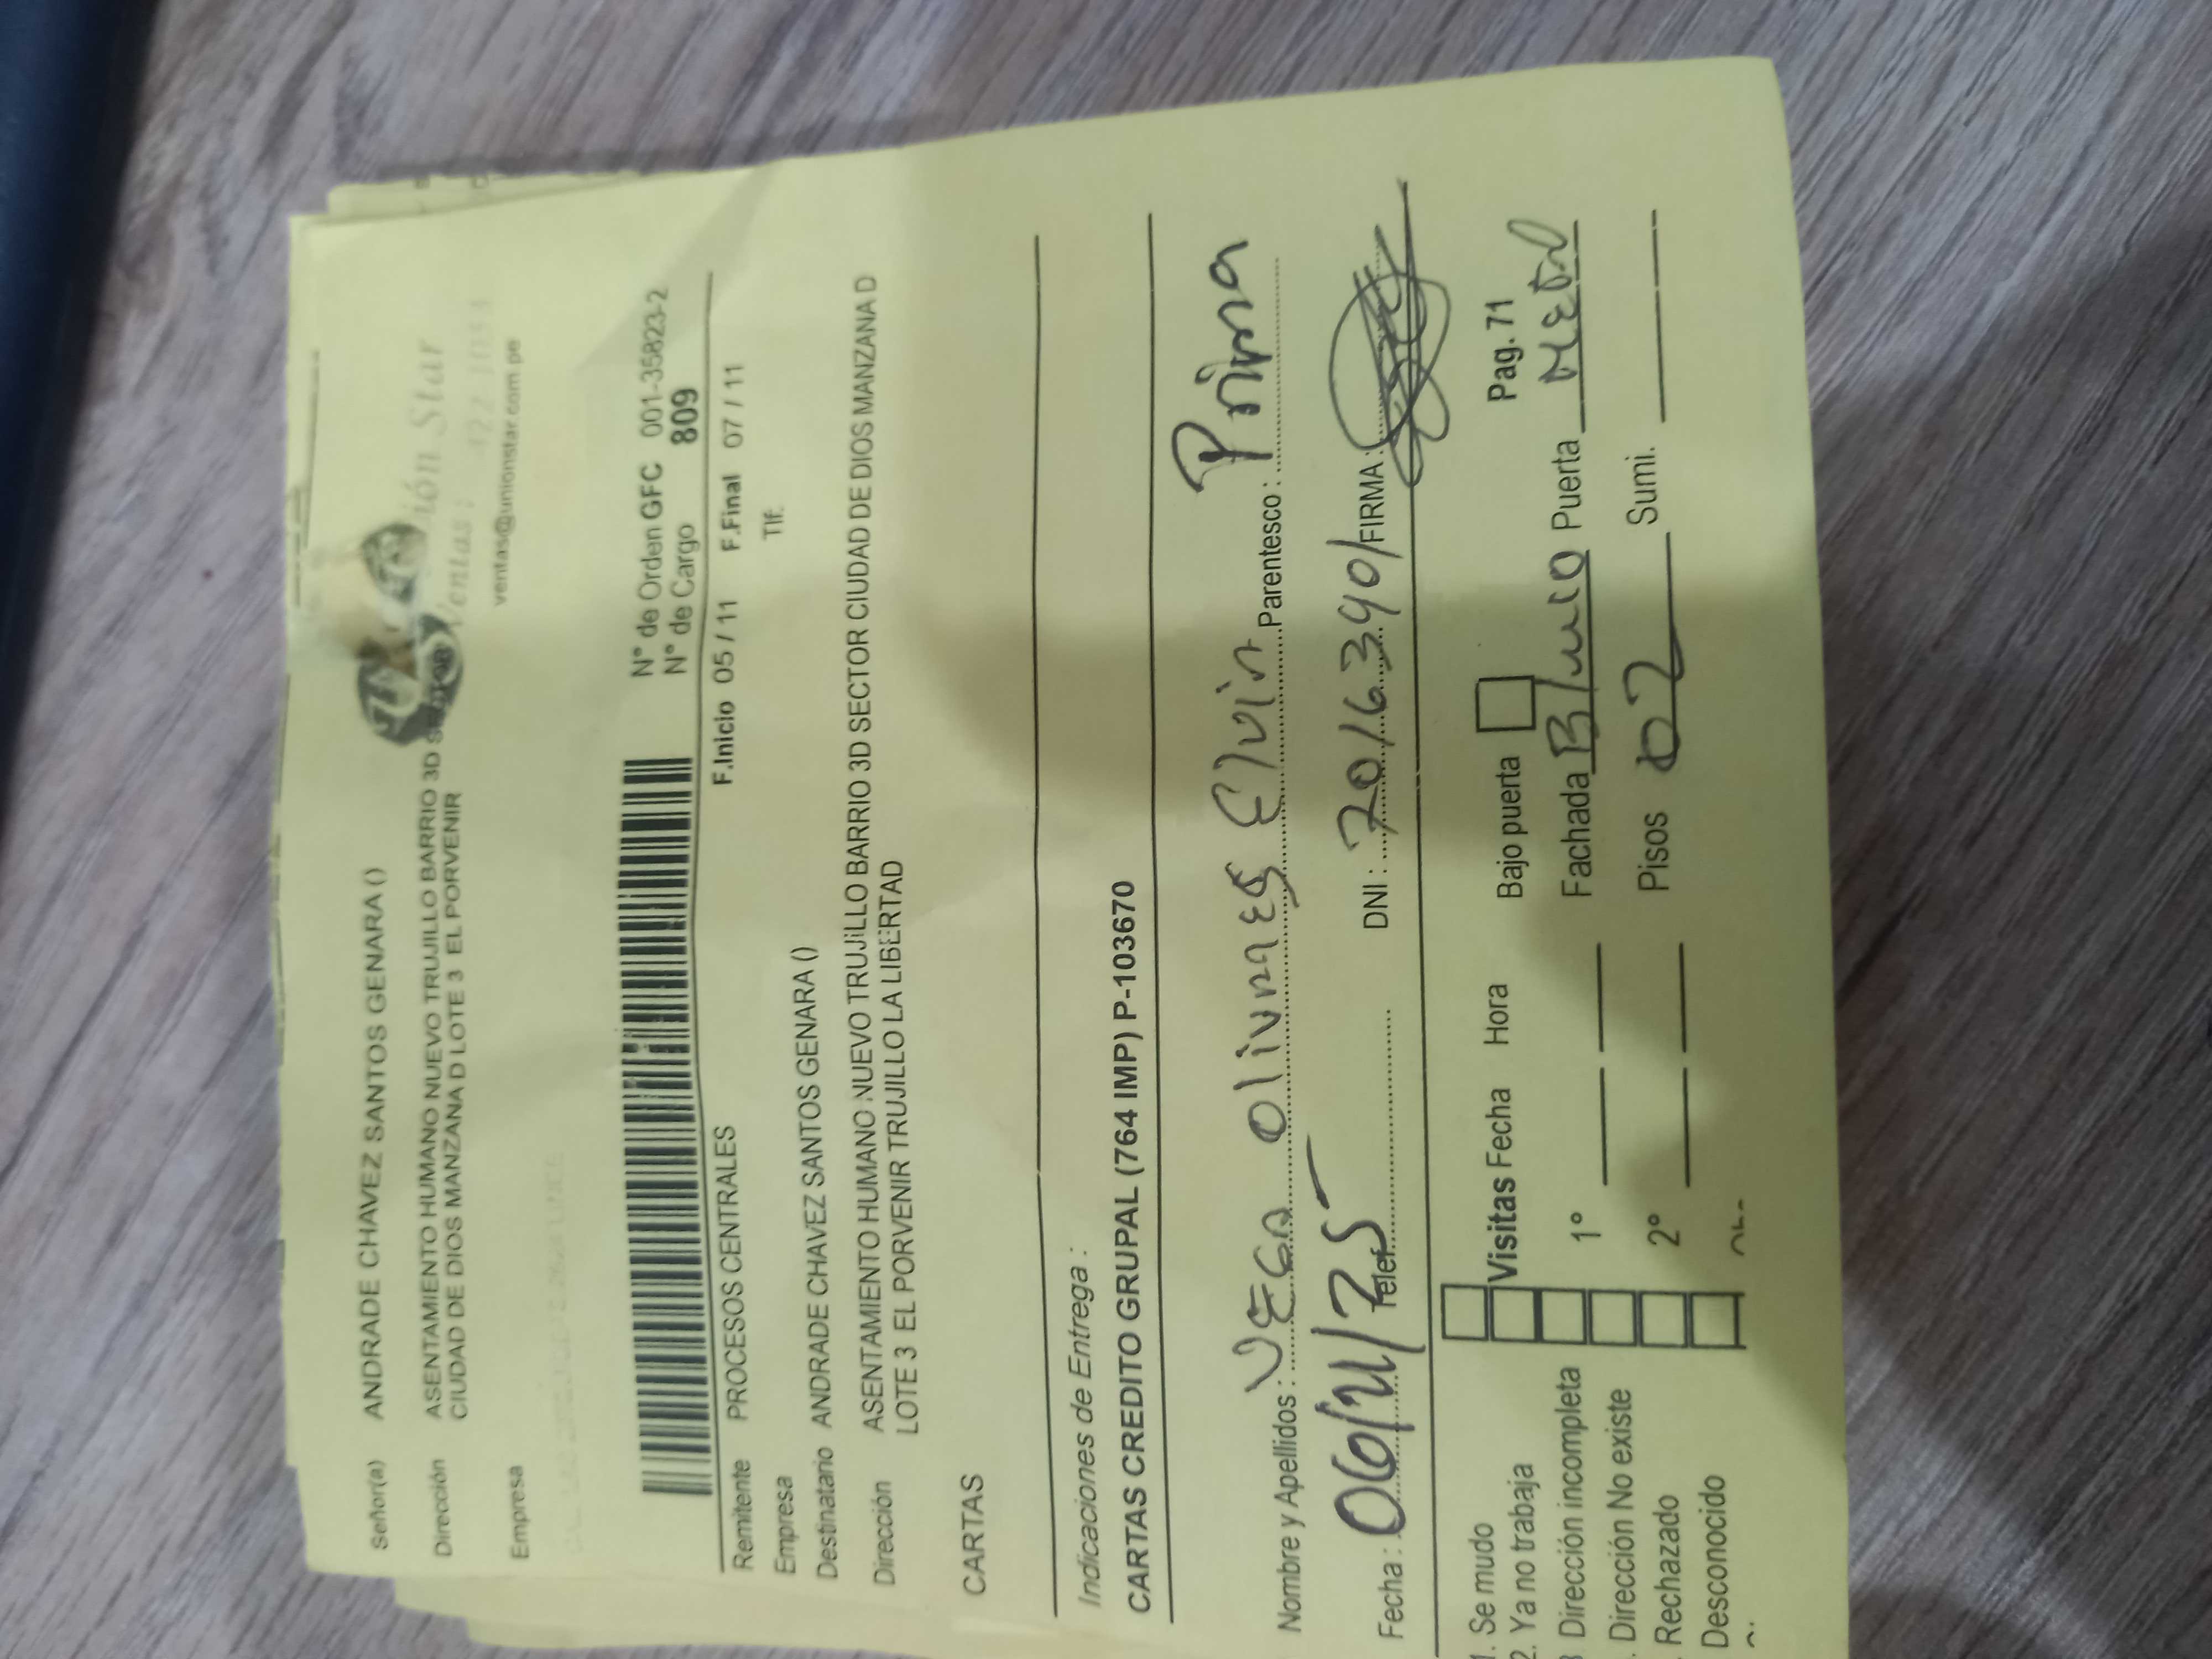 Señor(a) ANDRADE CHAVEZ SANTOS GENARA ()
Dirección ASENTAMIENTO HUMANO NUEVO TRUJILLO BARRIO 3D
CIUDAD DE DIOS MANZANA D LOTE 3 EL PORVENIR
Star
Ventas:
ventas@unionstar.com.pe
Empresa
N° de Orden GFC 001-35823-2
N° de Cargo 809
Remitente PROCESOS CENTRALES F.Inicio 05 / 11 F.Final 07 / 11
Empresa Tlf.
Destinatario ANDRADE CHAVEZ SANTOS GENARA ()
Dirección ASENTAMIENTO HUMANO NUEVO TRUJILLO BARRIO 3D SECTOR CIUDAD DE DIOS MANZANA D
LOTE 3 EL PORVENIR TRUJILLO LA LIBERTAD
CARTAS
Indicaciones de Entrega :
CARTAS CREDITO GRUPAL (764 IMP) P-103670
Nombre y Apellidos : VEGA Elvin Parentesco : Prima
Fecha : 06/11/25 Telef. DNI : 70163901 FIRMA :
1. Se mudo
2. Ya no trabaja
Dirección incompleta
Dirección No existe
Rechazado
Desconocido
Visitas Fecha Hora Bajo puerta Pag. 71
1° Fachada Puerta METAL
2° Pisos 02 Sumi.